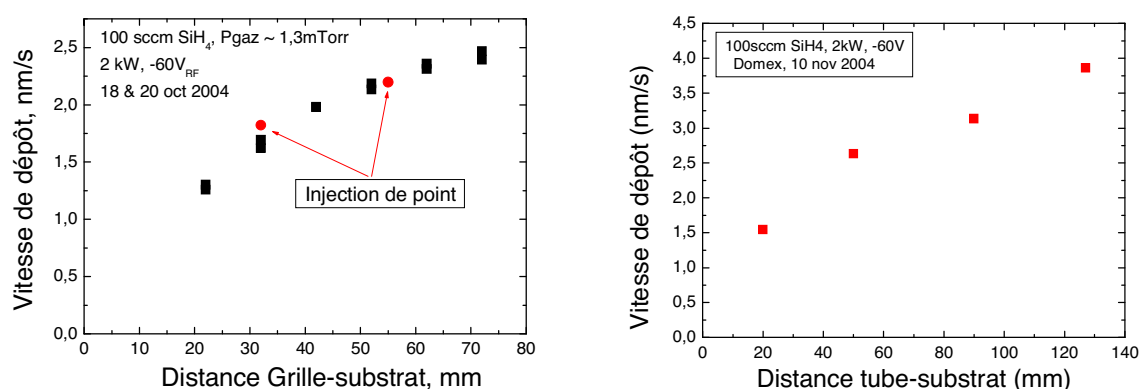 100 sccm SiH4, Pgaz ~ 1,3mTorr
2 kW, -60VRF
18 & 20 oct 2004
Injection de point
Vitesse de dépôt, nm/s
2,5
2,0
1,5
1,0
0,5
0,0
0 10 20 30 40 50 60 70 80
Distance Grille-substrat, mm
100sccm SiH4, 2kW, -60V
Domex, 10 nov 2004
Vitesse de dépôt (nm/s)
4,5
4,0
3,5
3,0
2,5
2,0
1,5
1,0
0,5
0,0
0 20 40 60 80 100 120 140
Distance tube-substrat (mm)